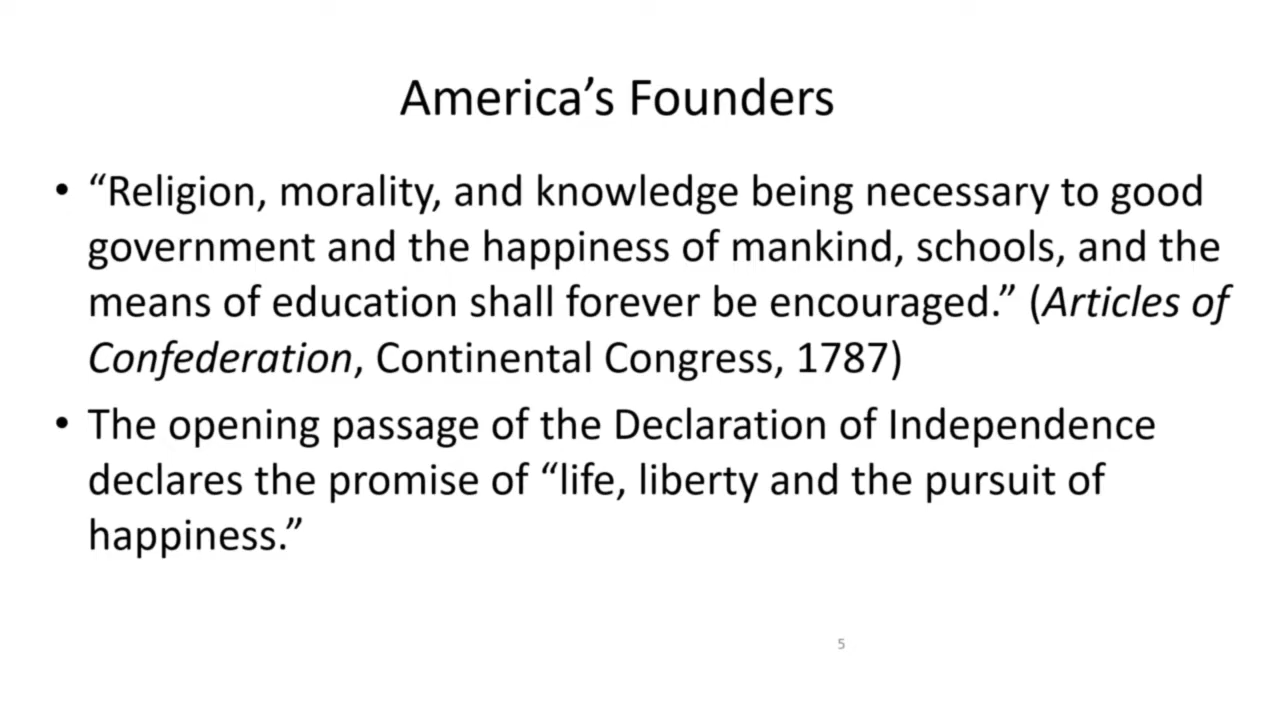 America’s Founders
• “Religion, morality, and knowledge being necessary to good
government and the happiness of mankind, schools, and the
means of education shall forever be encouraged.” (Articles of
Confederation, Continental Congress, 1787)
• The opening passage of the Declaration of Independence
declares the promise of “life, liberty and the pursuit of
happiness.”
5